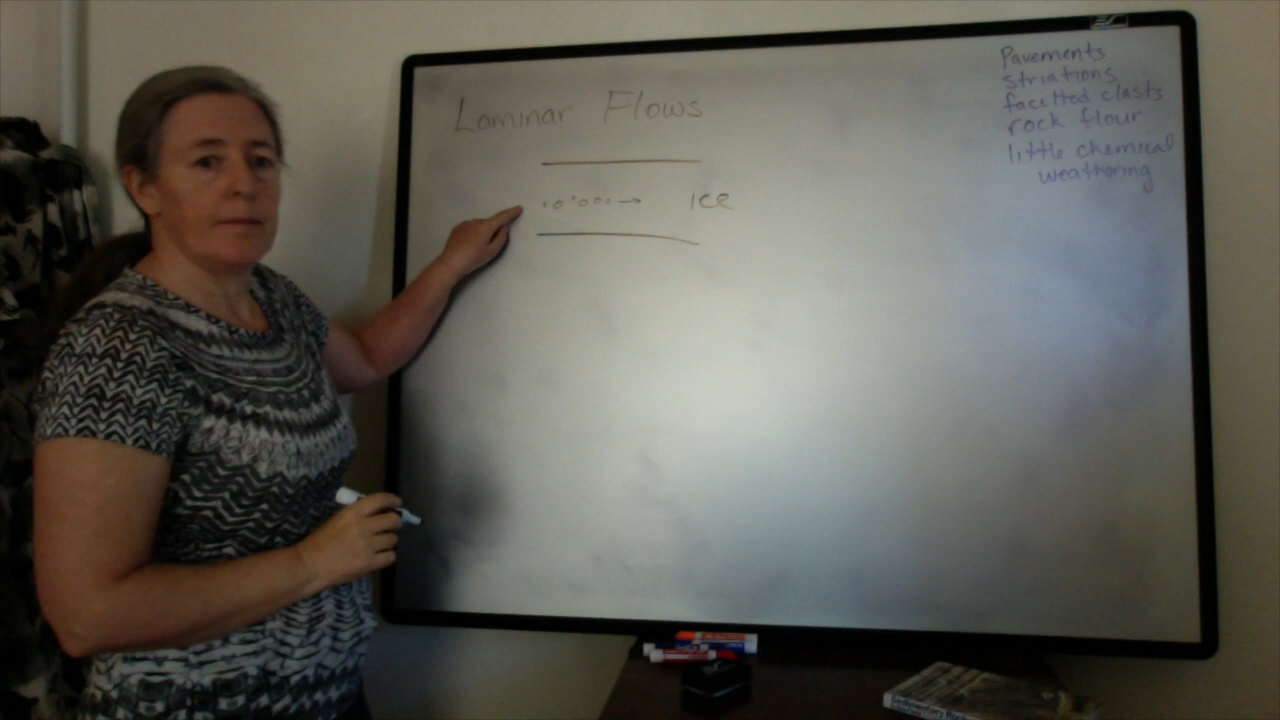 Laminar Flows
ICE
Pavements
striations
facetted clasts
rock flour
little chemical
weathering